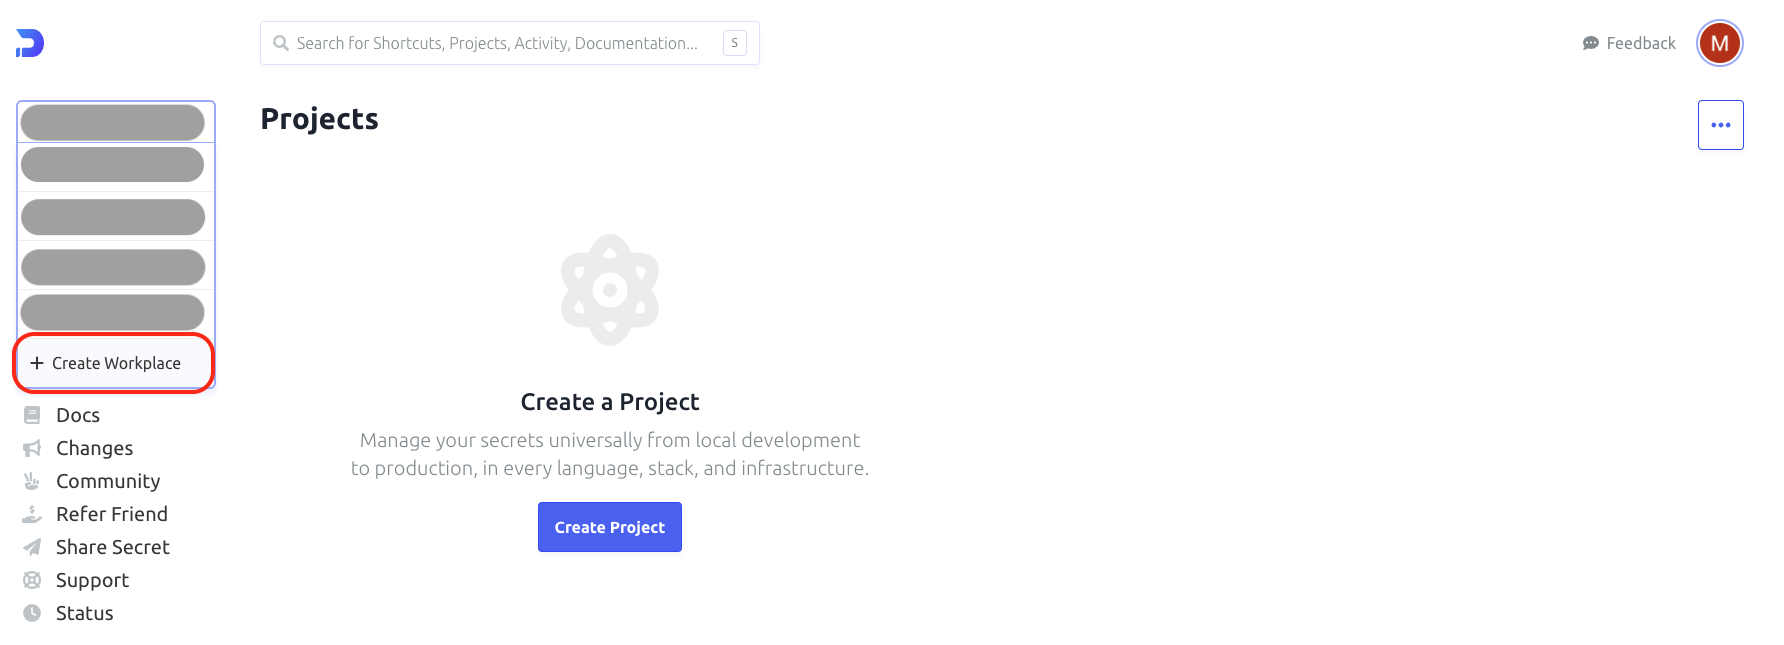 Search for Shortcuts, Projects, Activity, Documentation...
S
Feedback
M
Projects
+ Create Workplace
Docs
Changes
Community
Refer Friend
Share Secret
Support
Status
Create a Project
Manage your secrets universally from local development
to production, in every language, stack, and infrastructure.
Create Project